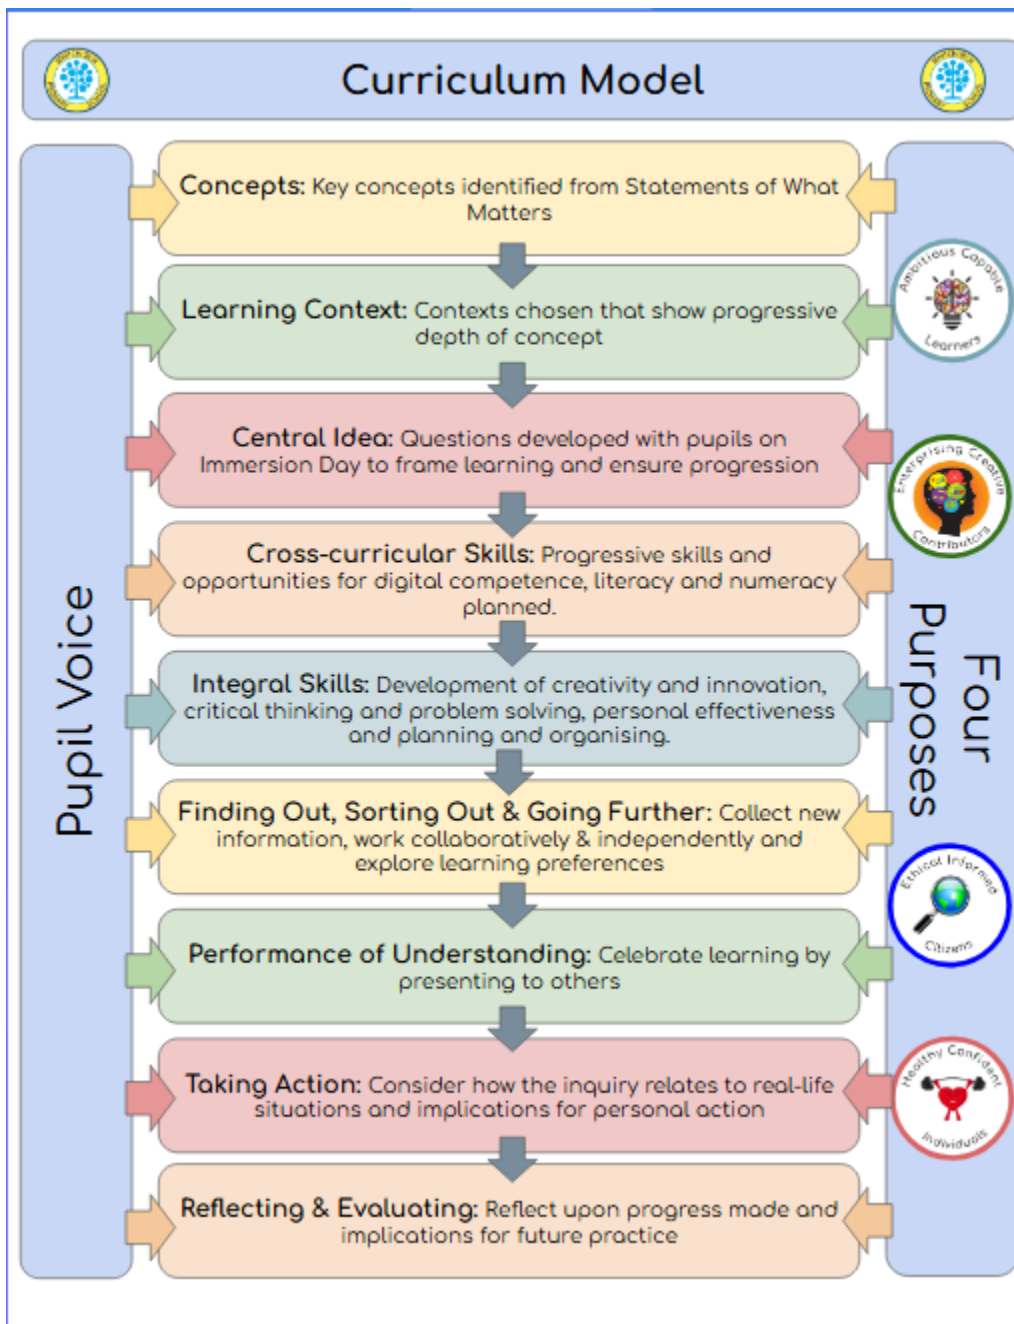 Curriculum Model
Pupil Voice
Concepts: Key concepts identified from Statements of What
Matters
Learning Context: Contexts chosen that show progressive
depth of concept
Central Idea: Questions developed with pupils on
Immersion Day to frame learning and ensure progression
Cross-curricular Skills: Progressive skills and
opportunities for digital competence, literacy and numeracy
planned.
Integral Skills: Development of creativity and innovation,
critical thinking and problem solving, personal effectiveness
and planning and organising.
Finding Out, Sorting Out & Going Further: Collect new
information, work collaboratively & independently and
explore learning preferences
Performance of Understanding: Celebrate learning by
presenting to others
Taking Action: Consider how the inquiry relates to real-life
situations and implications for personal action
Reflecting & Evaluating: Reflect upon progress made and
implications for future practice
Four
Purposes
Ambitious Capable
Learners
Enterprising Creative
Contributors
Ethical Informed
Citizens
Healthy Confident
Individuals